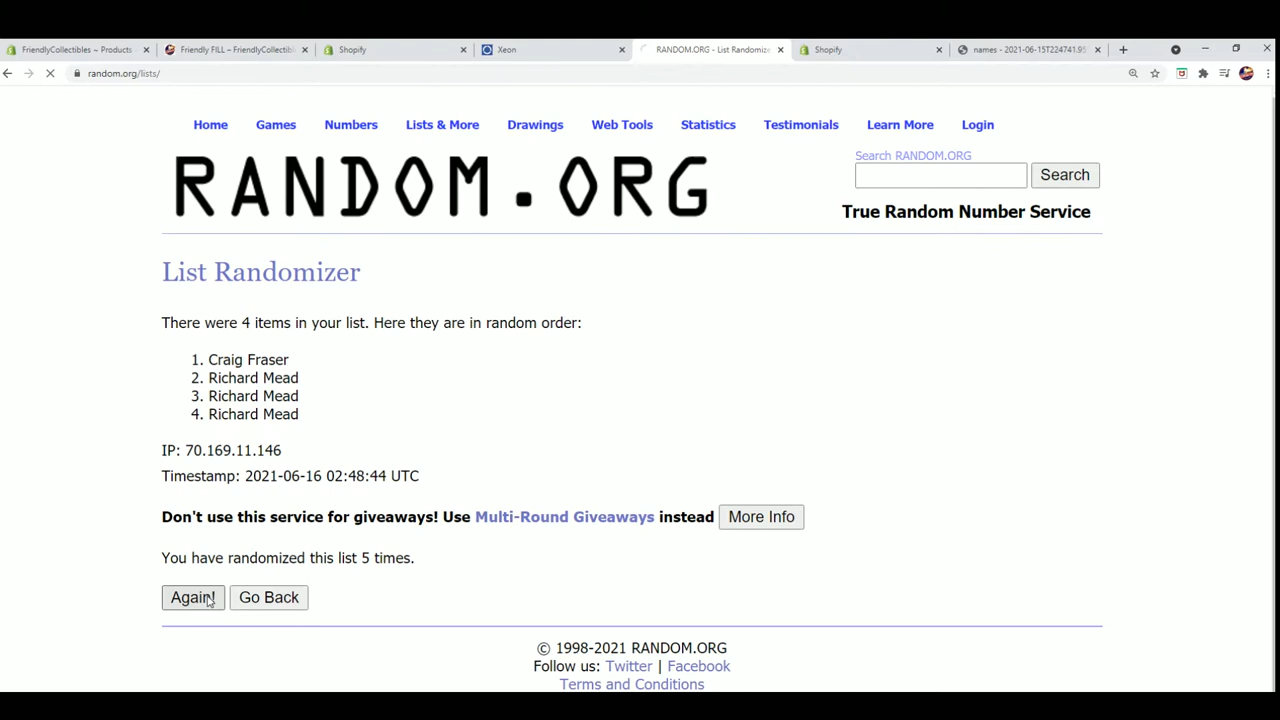 FriendlyCollectibles ~ Products
Friendly FILL – FriendlyCollectib
Shopify
Xeon
RANDOM.ORG - List Randomize
Shopify
names - 2021-06-15T224741.95
random.org/lists/
Home Games Numbers Lists & More Drawings Web Tools Statistics Testimonials Learn More Login
RANDOM.ORG
Search RANDOM.ORG
Search
True Random Number Service
List Randomizer
There were 4 items in your list. Here they are in random order:
1. Craig Fraser
2. Richard Mead
3. Richard Mead
4. Richard Mead
IP: 70.169.11.146
Timestamp: 2021-06-16 02:48:44 UTC
Don't use this service for giveaways! Use Multi-Round Giveaways instead More Info
You have randomized this list 5 times.
Again! Go Back
© 1998-2021 RANDOM.ORG
Follow us: Twitter | Facebook
Terms and Conditions